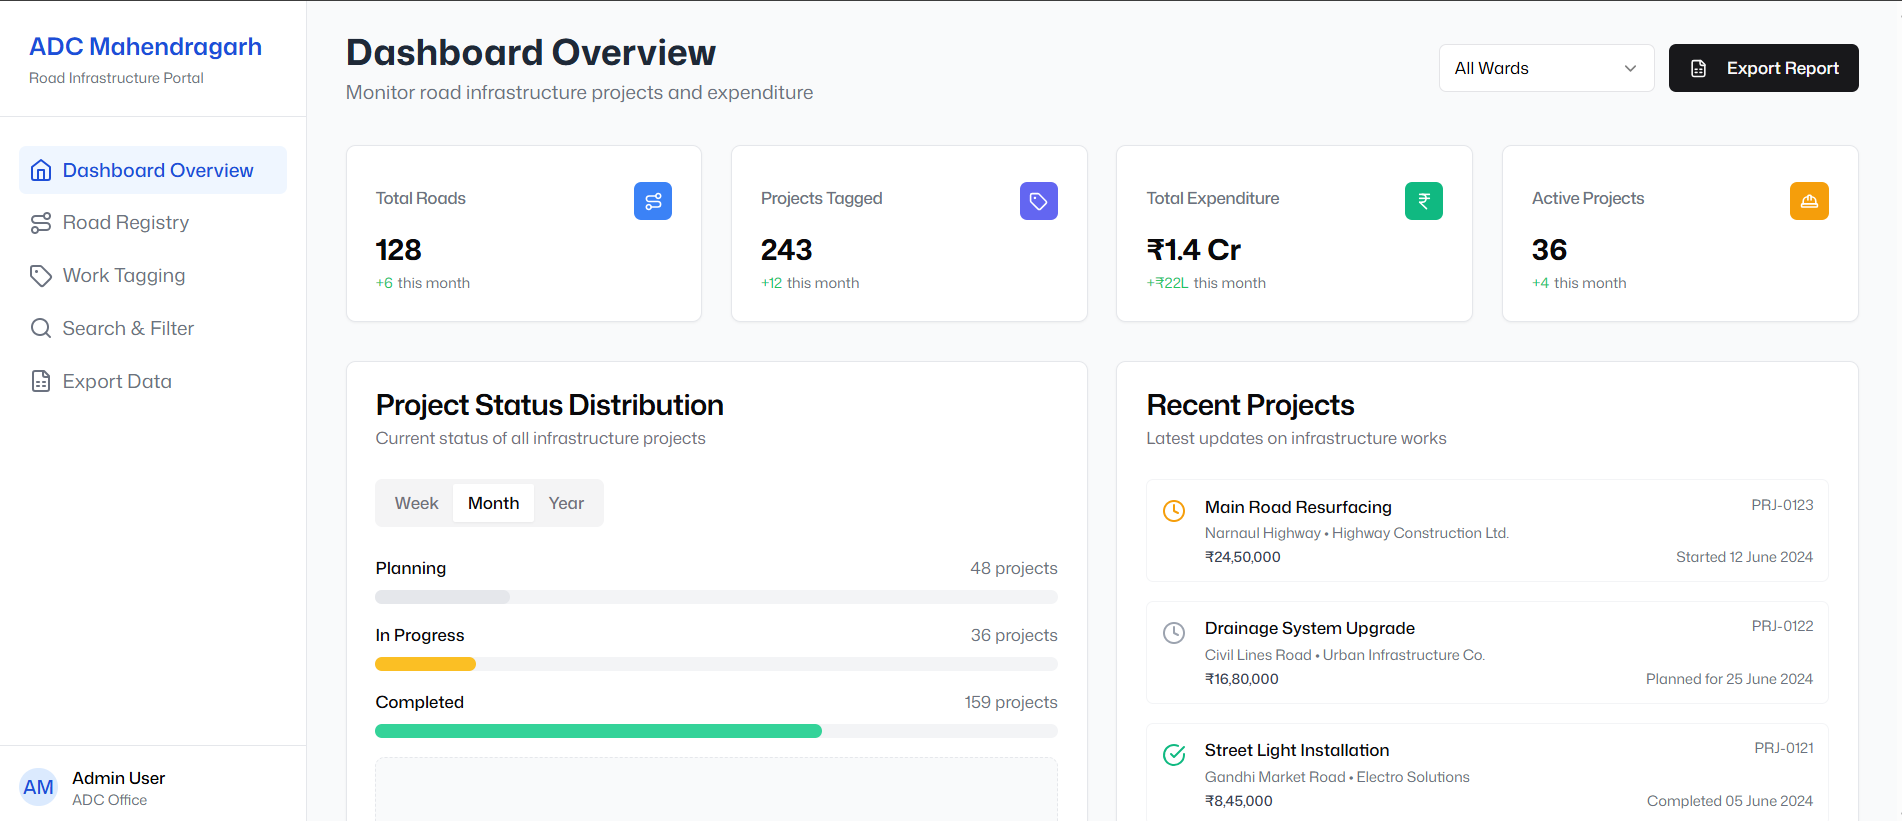 ADC Mahendragarh
Road Infrastructure Portal
Dashboard Overview
Road Registry
Work Tagging
Search & Filter
Export Data
AM
Admin User
ADC Office
Dashboard Overview
Monitor road infrastructure projects and expenditure
All Wards
Export Report
Total Roads
128
+6 this month
Projects Tagged
243
+12 this month
Total Expenditure
₹
₹1.4 Cr
+₹22L this month
Active Projects
36
+4 this month
Project Status Distribution
Current status of all infrastructure projects
Week Month Year
Planning 48 projects
In Progress 36 projects
Completed 159 projects
Recent Projects
Latest updates on infrastructure works
Main Road Resurfacing PRJ-0123
Narnaul Highway • Highway Construction Ltd.
₹24,50,000 Started 12 June 2024
Drainage System Upgrade PRJ-0122
Civil Lines Road • Urban Infrastructure Co.
₹16,80,000 Planned for 25 June 2024
Street Light Installation PRJ-0121
Gandhi Market Road • Electro Solutions
₹8,45,000 Completed 05 June 2024